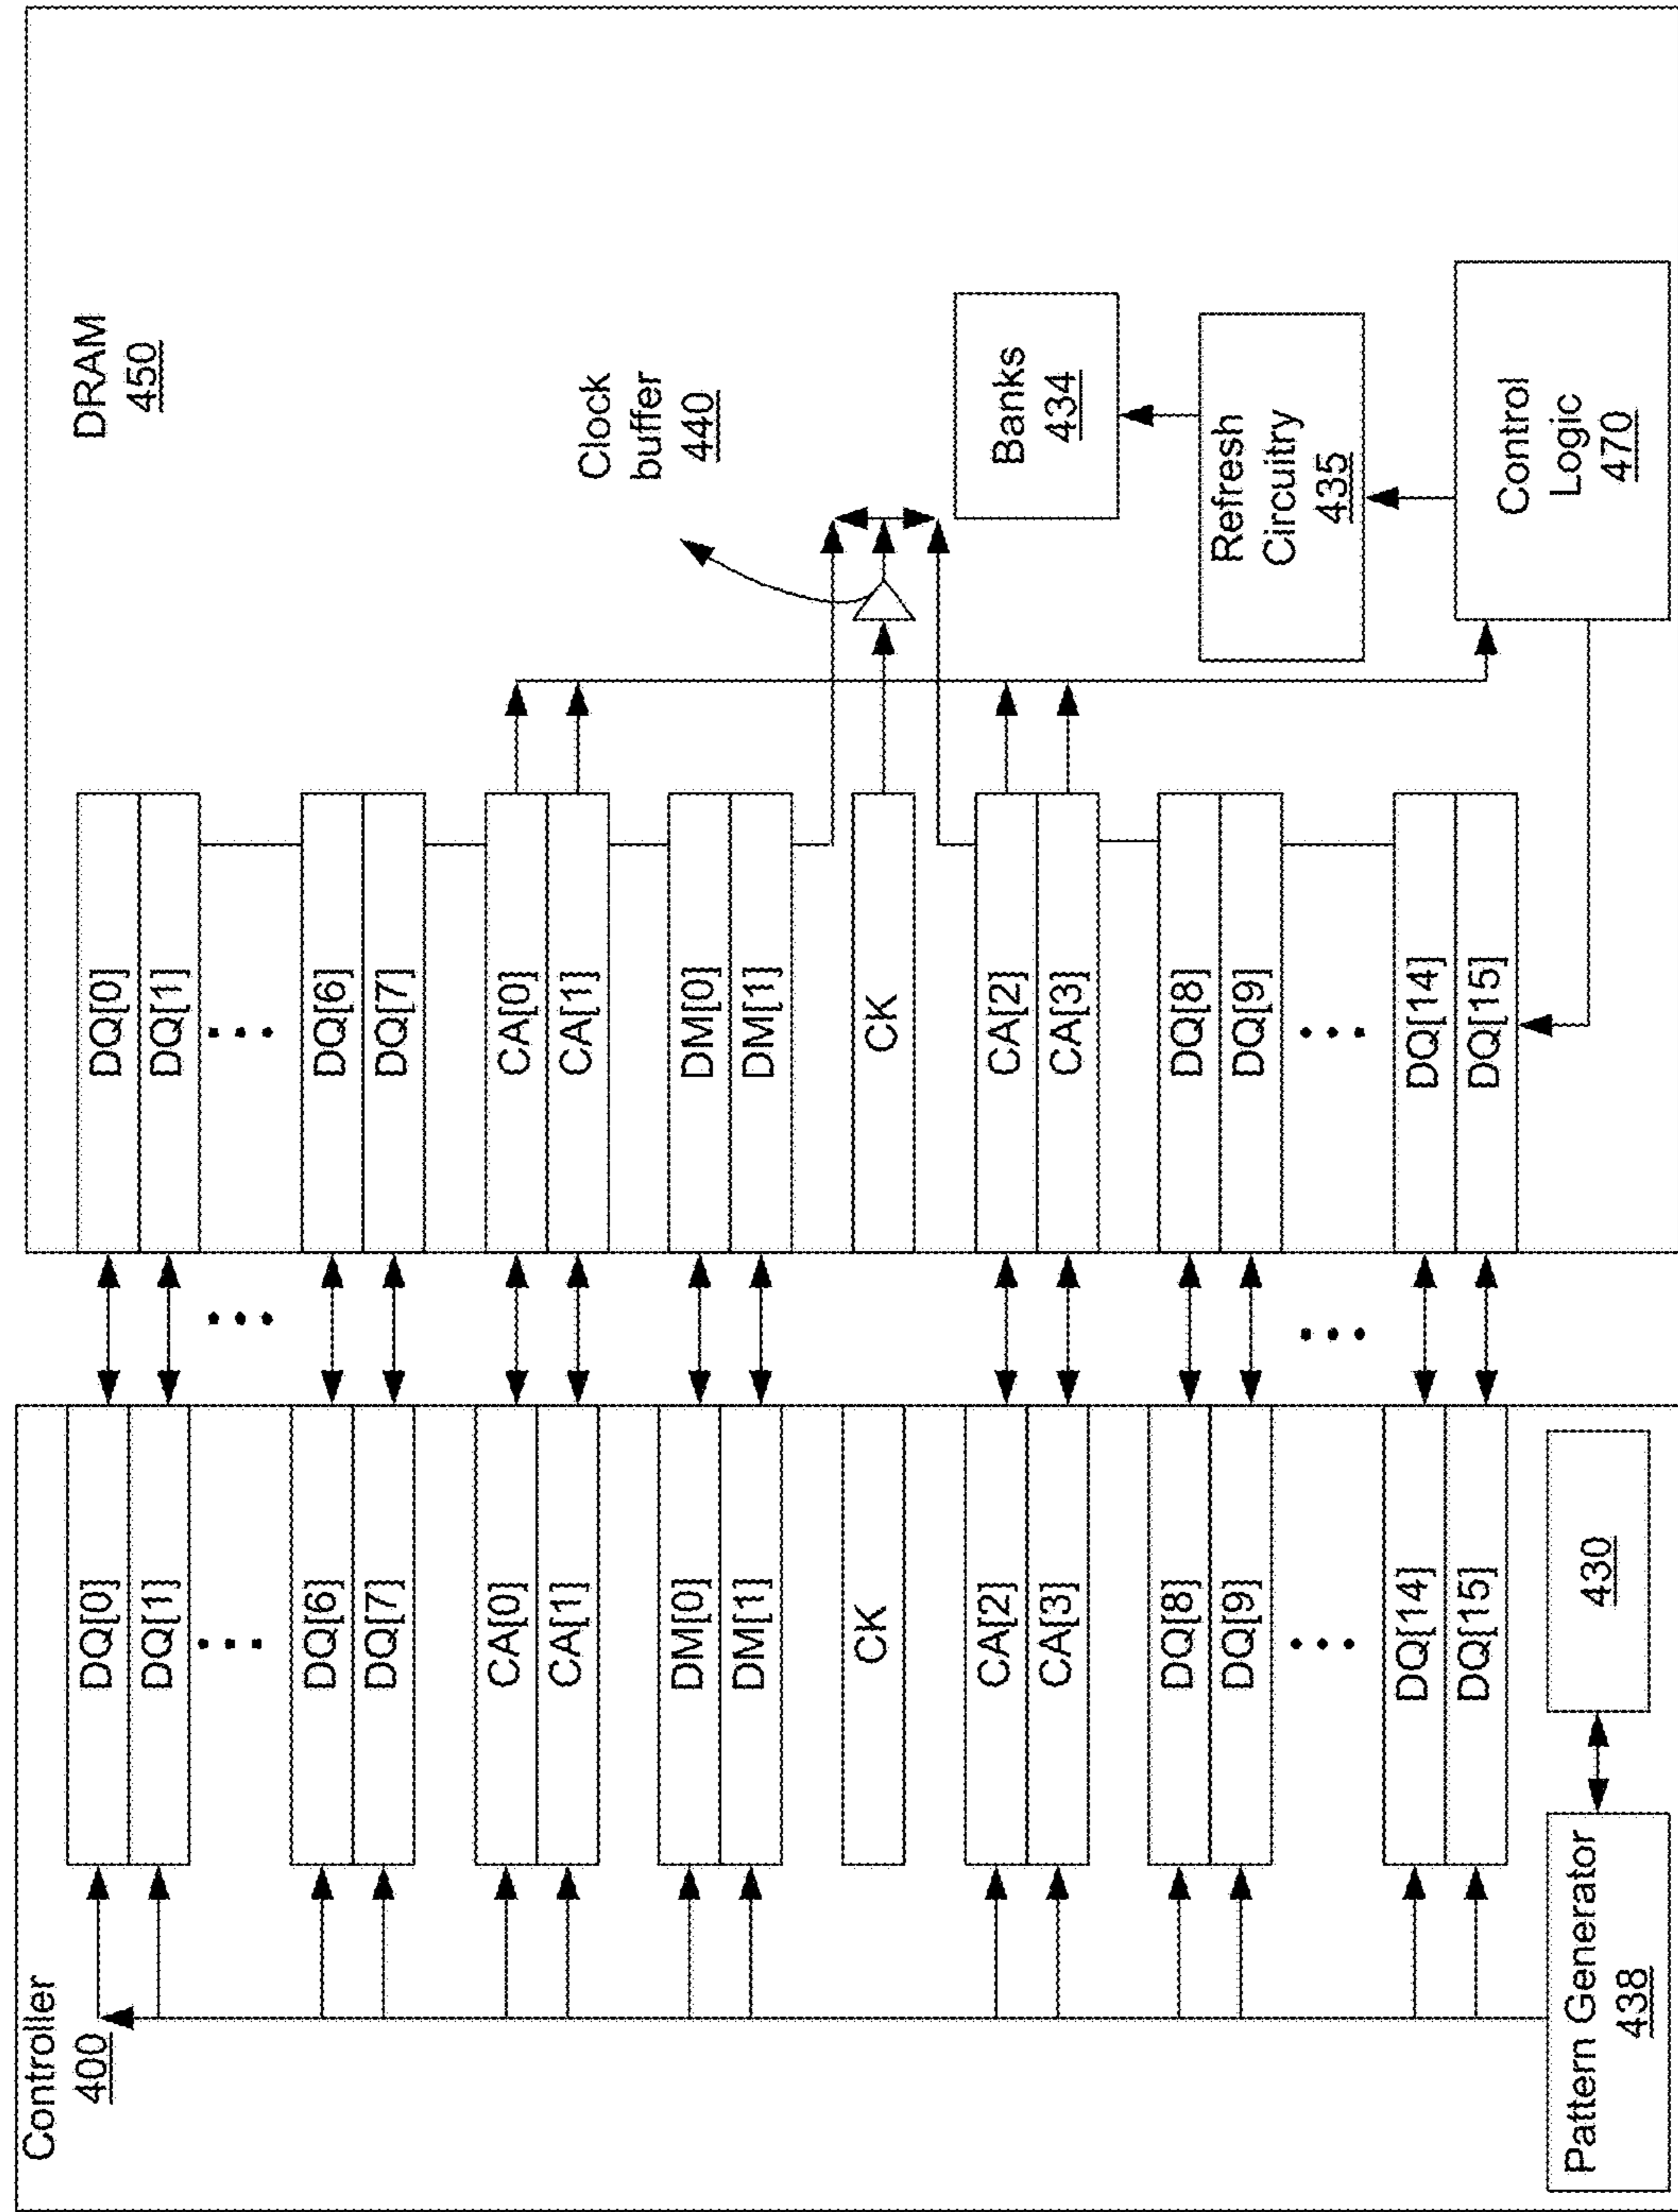 Controller
400
DQ[0]
DQ[1]
• • •
DQ[6]
DQ[7]
CA[0]
CA[1]
DM[0]
DM[1]
CK
CA[2]
CA[3]
DQ[8]
DQ[9]
• • •
DQ[14]
DQ[15]
Pattern Generator
438
430
• • •
• • •
DRAM
450
DQ[0]
DQ[1]
• • •
DQ[6]
DQ[7]
CA[0]
CA[1]
DM[0]
DM[1]
CK
CA[2]
CA[3]
DQ[8]
DQ[9]
• • •
DQ[14]
DQ[15]
Clock
buffer
440
Banks
434
Refresh
Circuitry
435
Control
Logic
470